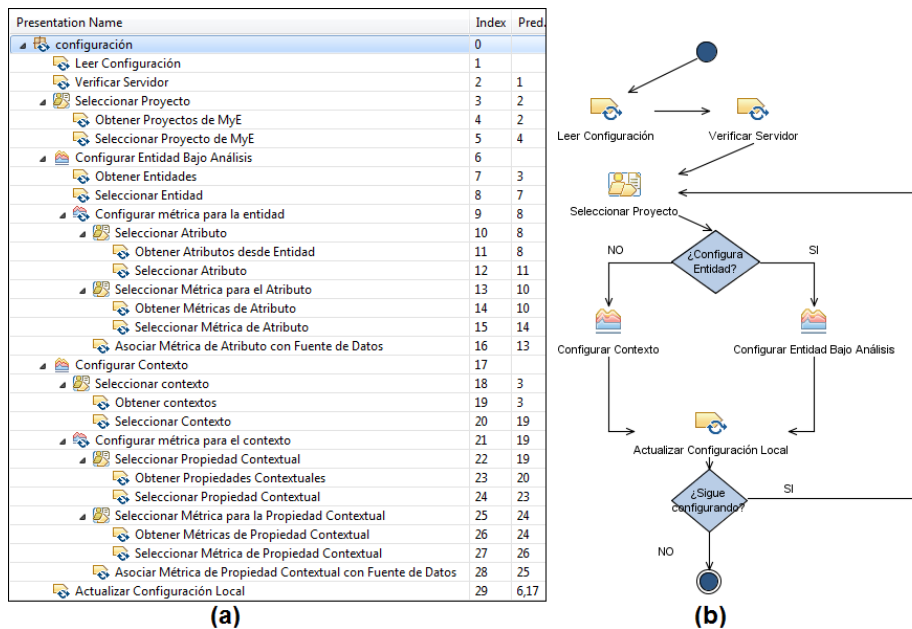 Presentation Name Index Pred.
configuración 0
Leer Configuración 1
Verificar Servidor 2 1
Seleccionar Proyecto 3 2
Obtener Proyectos de MyE 4 2
Seleccionar Proyecto de MyE 5 4
Configurar Entidad Bajo Análisis 6
Obtener Entidades 7 3
Seleccionar Entidad 8 7
Configurar métrica para la entidad 9 8
Seleccionar Atributo 10 8
Obtener Atributos desde Entidad 11 8
Seleccionar Atributo 12 11
Seleccionar Métrica para el Atributo 13 10
Obtener Métricas de Atributo 14 10
Seleccionar Métrica de Atributo 15 14
Asociar Métrica de Atributo con Fuente de Datos 16 13
Configurar Contexto 17
Seleccionar contexto 18 3
Obtener contextos 19 3
Seleccionar Contexto 20 19
Configurar métrica para el contexto 21 19
Seleccionar Propiedad Contextual 22 19
Obtener Propiedades Contextuales 23 20
Seleccionar Propiedad Contextual 24 23
Seleccionar Métrica para la Propiedad Contextual 25 24
Obtener Métricas de Propiedad Contextual 26 24
Seleccionar Métrica de Propiedad Contextual 27 26
Asociar Métrica de Propiedad Contextual con Fuente de Datos 28 25
Actualizar Configuración Local 29 6,17
(a)
Leer Configuración Verificar Servidor
Seleccionar Proyecto
NO ¿Configura SI
Entidad?
Configurar Contexto Configurar Entidad Bajo Análisis
Actualizar Configuración Local
¿Sigue SI
configurando?
NO
(b)